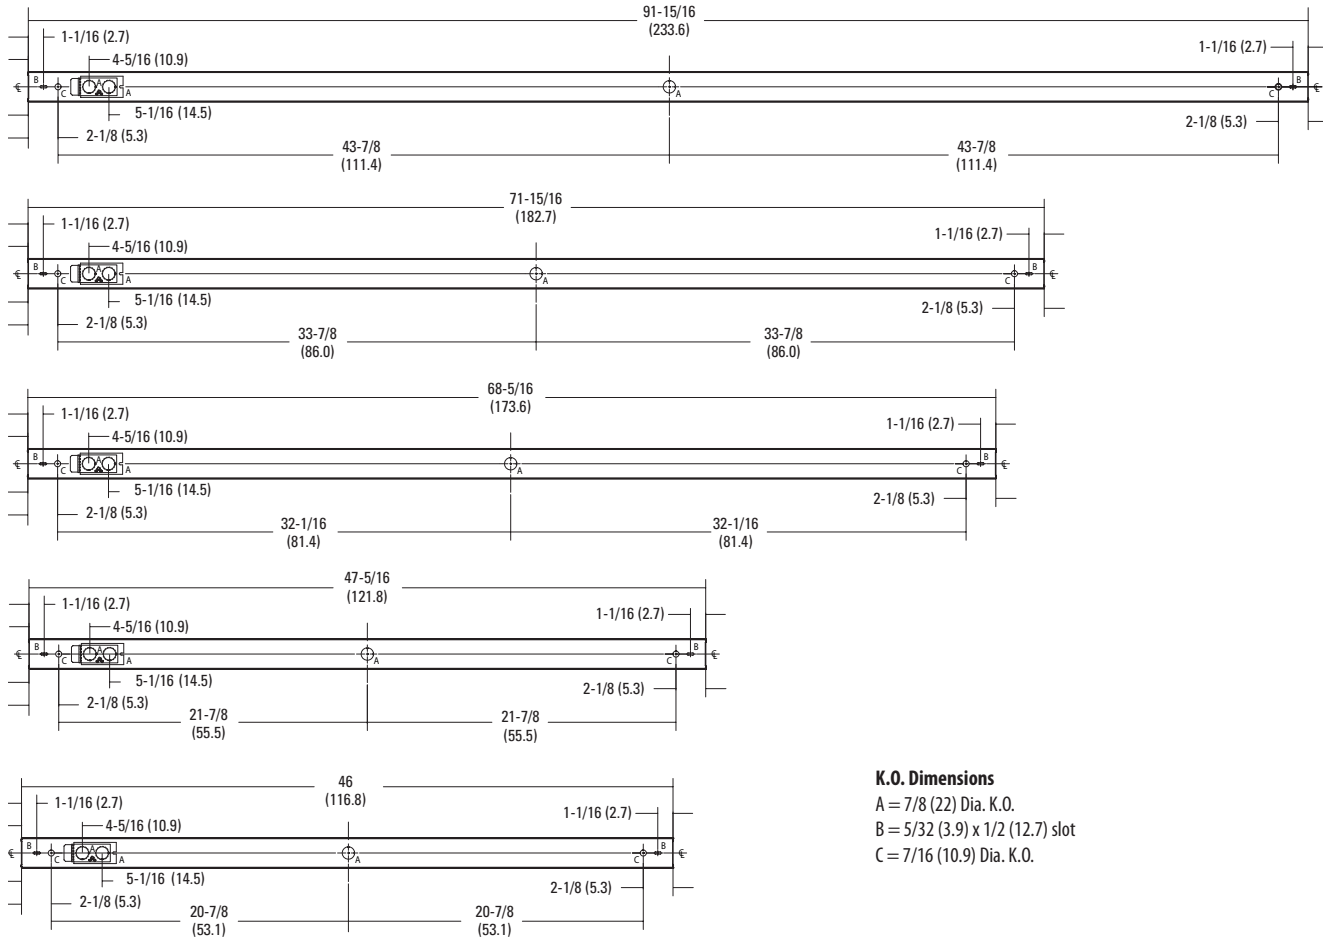 91-15/16
(233.6)
1-1/16 (2.7)
1-1/16 (2.7)
4-5/16 (10.9)
B
A
B
℄
C
A
A
C
℄
5-1/16 (14.5)
2-1/8 (5.3)
2-1/8 (5.3)
43-7/8
(111.4)
43-7/8
(111.4)
71-15/16
(182.7)
1-1/16 (2.7)
1-1/16 (2.7)
4-5/16 (10.9)
B
A
B
℄
C
A
A
C
℄
5-1/16 (14.5)
2-1/8 (5.3)
2-1/8 (5.3)
33-7/8
(86.0)
33-7/8
(86.0)
68-5/16
(173.6)
1-1/16 (2.7)
1-1/16 (2.7)
4-5/16 (10.9)
B
A
B
℄
C
A
A
C
℄
5-1/16 (14.5)
2-1/8 (5.3)
2-1/8 (5.3)
32-1/16
(81.4)
32-1/16
(81.4)
47-5/16
(121.8)
1-1/16 (2.7)
1-1/16 (2.7)
4-5/16 (10.9)
B
A
B
℄
C
A
A
C
℄
5-1/16 (14.5)
2-1/8 (5.3)
2-1/8 (5.3)
21-7/8
(55.5)
21-7/8
(55.5)
46
(116.8)
1-1/16 (2.7)
1-1/16 (2.7)
4-5/16 (10.9)
B
A
B
℄
C
A
A
C
℄
5-1/16 (14.5)
2-1/8 (5.3)
2-1/8 (5.3)
20-7/8
(53.1)
20-7/8
(53.1)
K.O. Dimensions
A = 7/8 (22) Dia. K.O.
B = 5/32 (3.9) x 1/2 (12.7) slot
C = 7/16 (10.9) Dia. K.O.